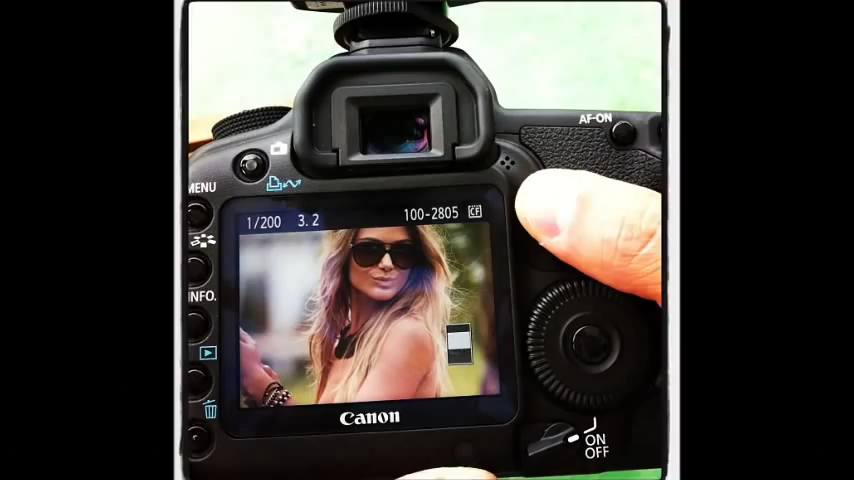 AF-ON
MENU
1/200 3.2 100-2805 CF
INFO.
Canon
ON
OFF